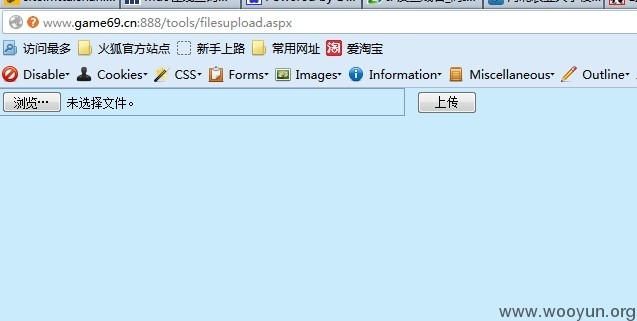 www.game69.cn:888/tools/filesupload.aspx
访问最多 火狐官方站点 新手上路 常用网址 淘 爱淘宝
Disable Cookies CSS Forms Images Information Miscellaneous Outline
浏览… 未选择文件。 上传
www.wooyun.org